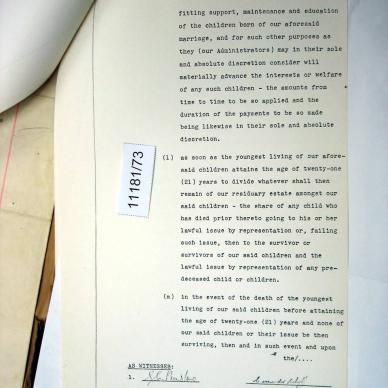 fitting support, maintenance and education
of the children born of our aforesaid
marriage, and for such other purposes as
they (our Administrators) may in their sole
and absolute discretion consider will
materially advance the interests or welfare
of any such children - the amounts from
time to time to be so applied and the
duration of the payments to be so made
being likewise in their sole and absolute
discretion.
(l) as soon as the youngest living of our afore-
said children attains the age of twenty-one
(21) years to divide whatever shall then
remain of our residuary estate amongst our
said children - the share of any child who
has died prior thereto going to his or her
lawful issue by representation or, failing
such issue, then to the survivor or
survivors of our said children and the
lawful issue by representation of any pre-
deceased child or children.
11181/73
(m) in the event of the death of the youngest
living of our said children before attaining
the age of twenty-one (21) years and none of
our said children or their issue be then
surviving, then and in such event and upon
the/....
AS WITNESSES:
1.